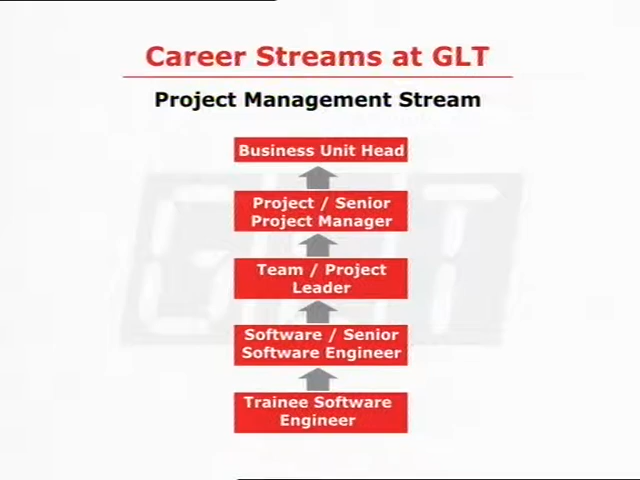 Career Streams at GLT
Project Management Stream
Business Unit Head
Project / Senior
Project Manager
Team / Project
Leader
Software / Senior
Software Engineer
Trainee Software
Engineer
GLT